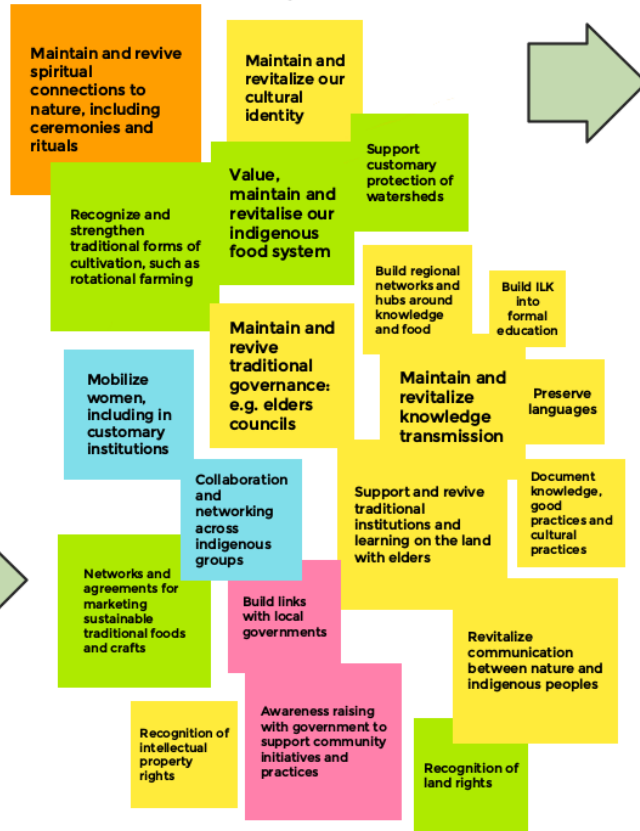 Maintain and revive
spiritual
connections to
nature, including
ceremonies and
rituals
Maintain and
revitalize our
cultural
identity
Support
customary
protection of
watersheds
Value,
maintain and
revitalise our
indigenous
food system
Recognize and
strengthen
traditional forms of
cultivation, such as
rotational farming
Build regional
networks and
hubs around
knowledge
and food
Build ILK
into
formal
education
Maintain and
revive
traditional
governance:
e.g. elders
councils
Mobilize
women,
including in
customary
institutions
Maintain and
revitalize
knowledge
transmission
Preserve
languages
Collaboration
and
networking
across
indigenous
groups
Support and revive
traditional
institutions and
learning on the land
with elders
Document
knowledge,
good
practices and
cultural
practices
Networks and
agreements for
marketing
sustainable
traditional foods
and crafts
Build links
with local
governments
Revitalize
communication
between nature and
indigenous peoples
Recognition of
intellectual
property
rights
Awareness raising
with government to
support community
initiatives and
practices
Recognition of
land rights